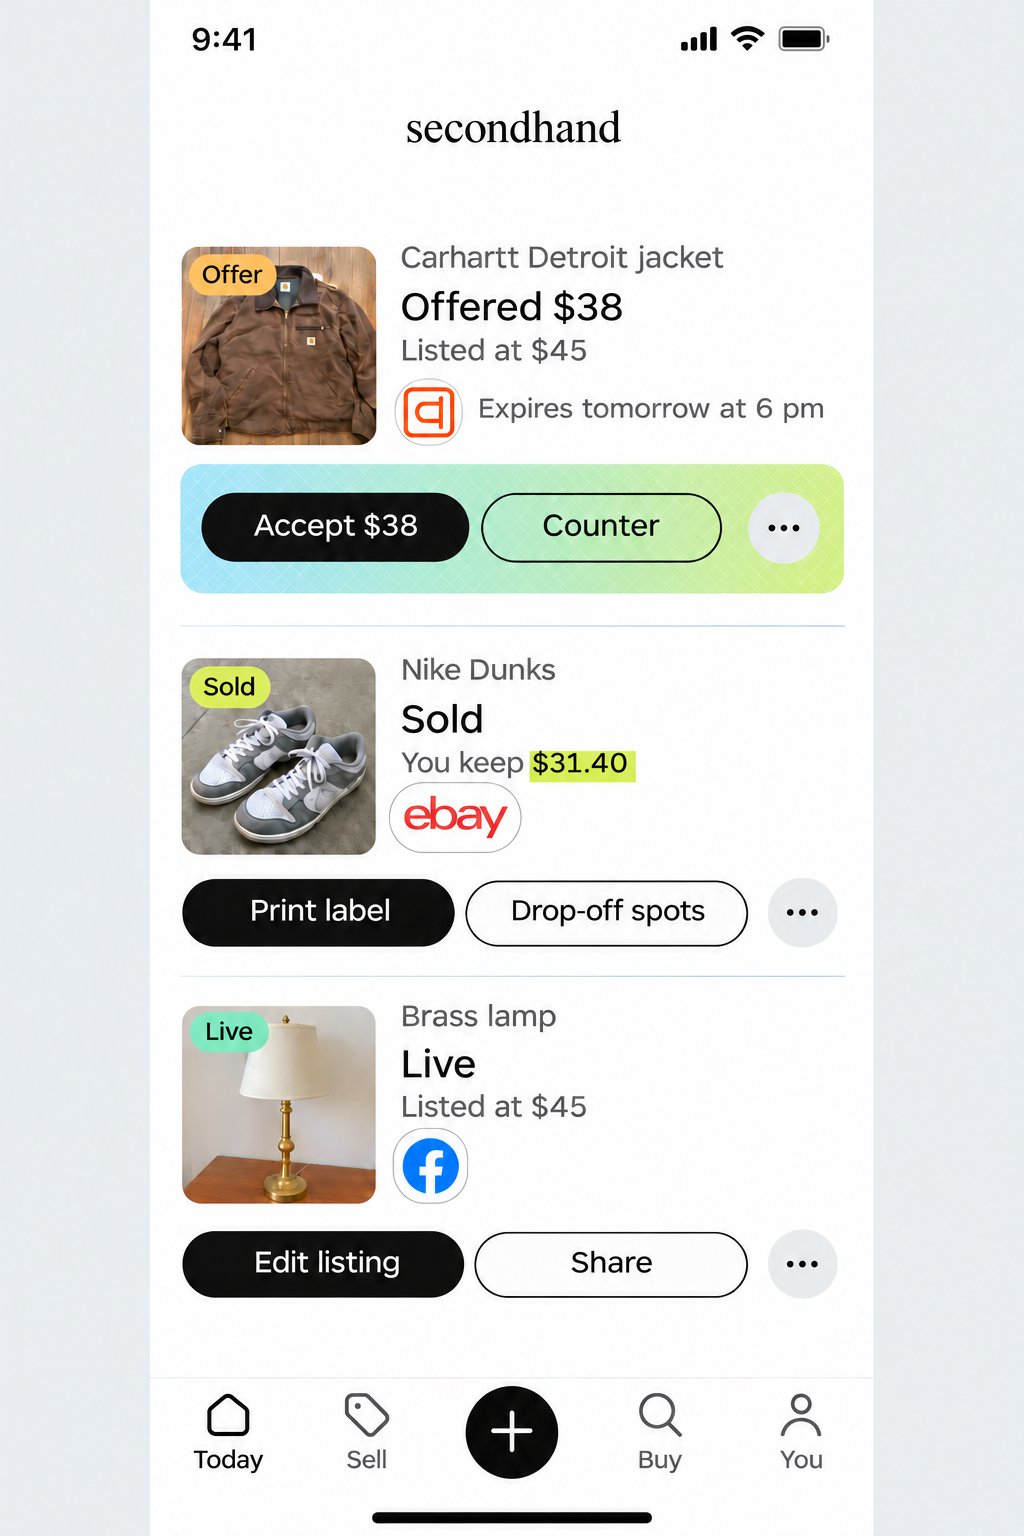 9:41
secondhand
Offer
Carhartt Detroit jacket
Offered $38
Listed at $45
Expires tomorrow at 6 pm
Accept $38
Counter
Sold
Nike Dunks
Sold
You keep $31.40
ebay
Print label
Drop-off spots
Live
Brass lamp
Live
Listed at $45
Edit listing
Share
Today
Sell
Buy
You